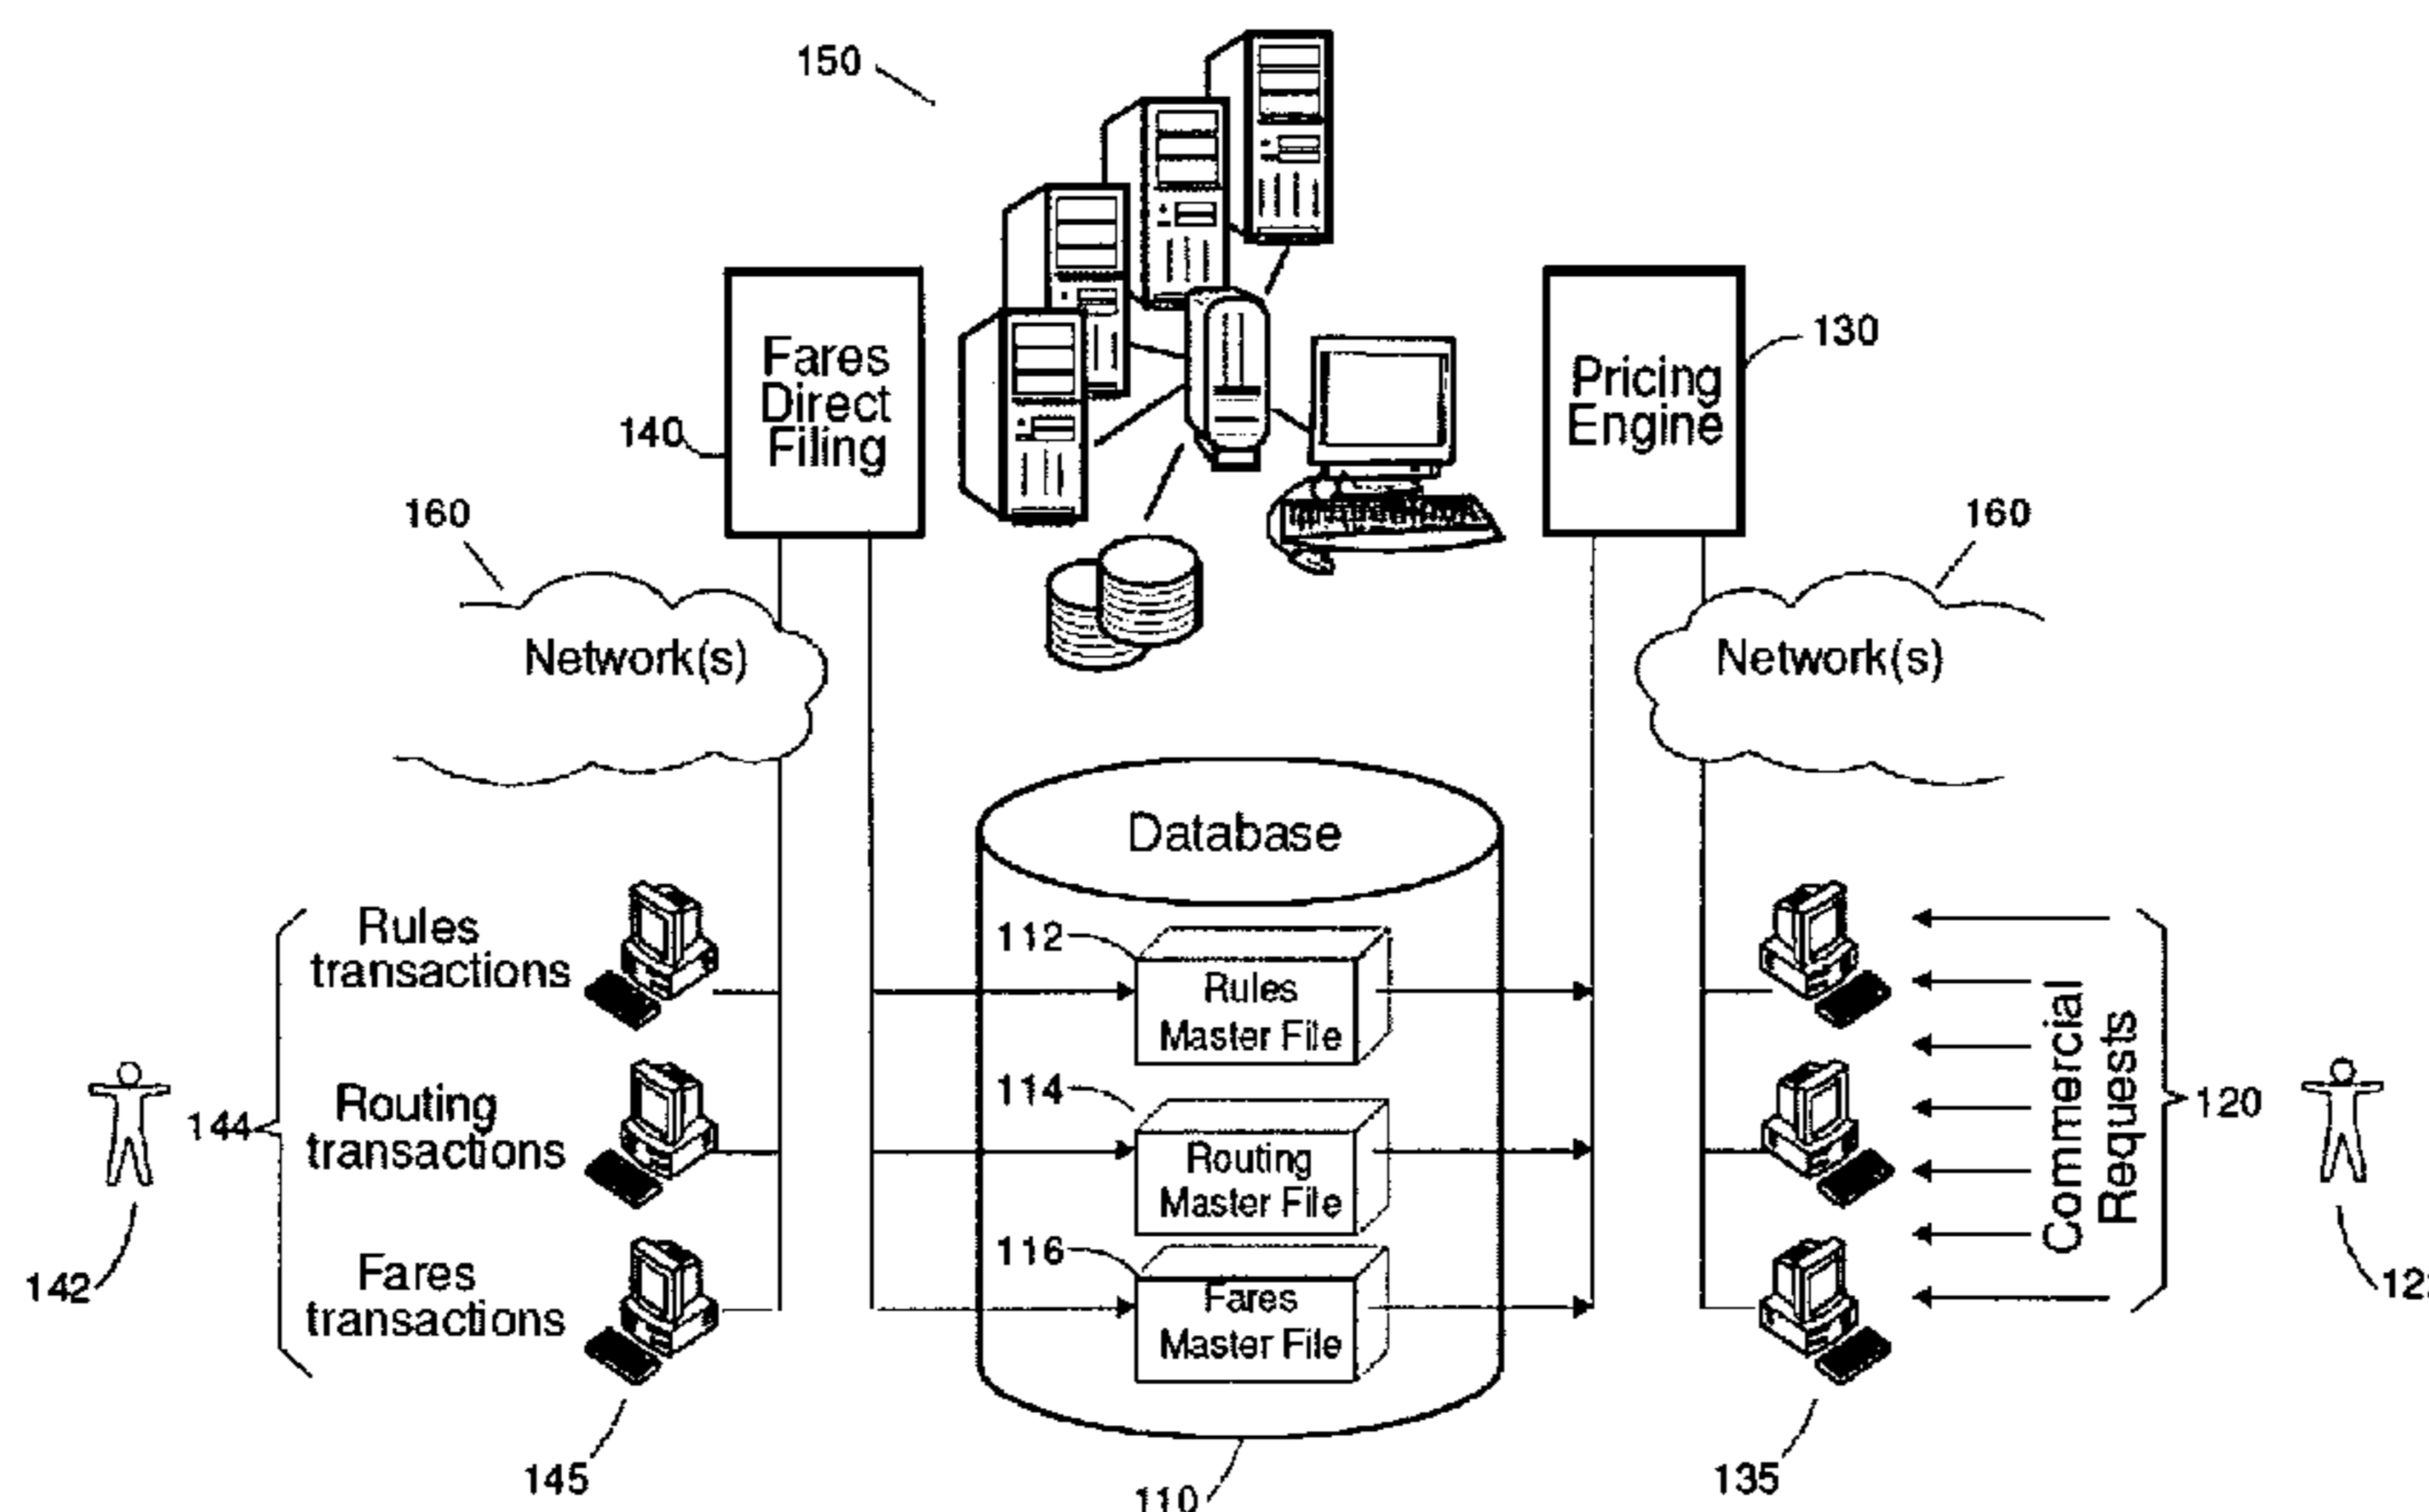 150
Fares
Direct
Filing
140
Pricing
Engine
130
160
Network(s)
160
Network(s)
Database
Rules
transactions
Routing
transactions
Fares
transactions
144
142
145
112
Rules
Master File
114
Routing
Master File
116
Fares
Master File
110
Commercial
Requests
120
135